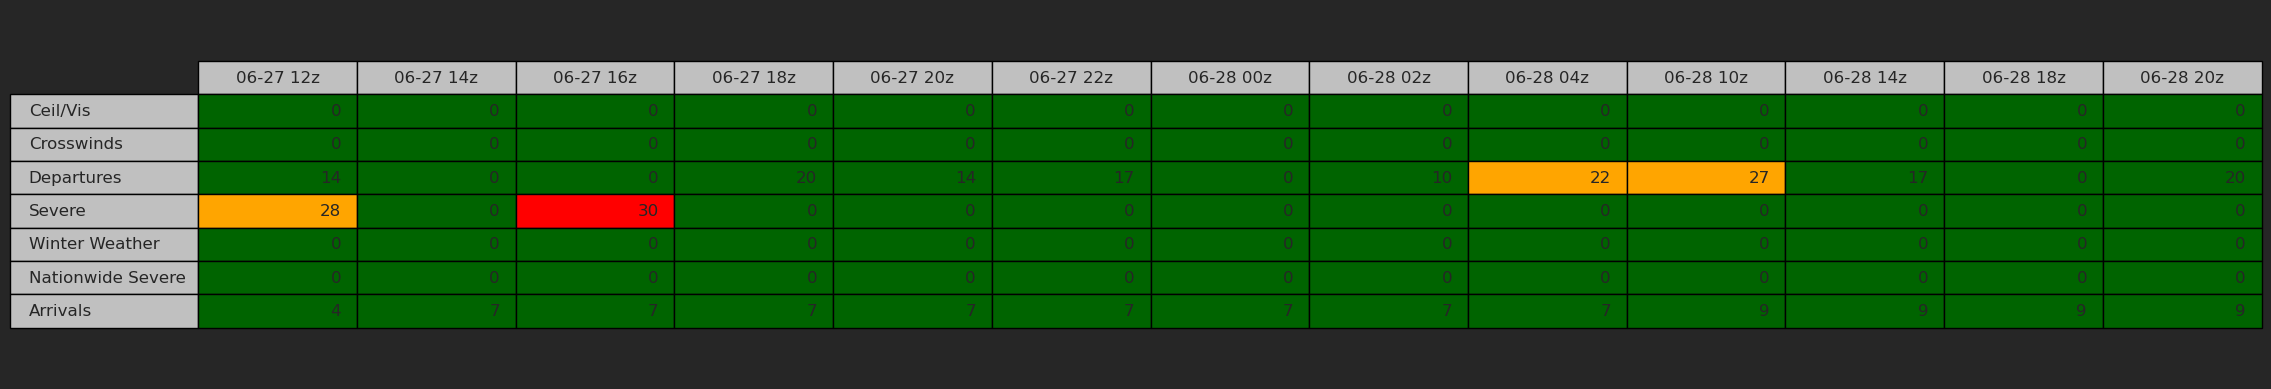 06-27 12z 06-27 14z 06-27 16z 06-27 18z 06-27 20z 06-27 22z 06-28 00z 06-28 02z 06-28 04z 06-28 10z 06-28 14z 06-28 18z 06-28 20z
Ceil/Vis 0 0 0 0 0 0 0 0 0 0 0 0 0
Crosswinds 0 0 0 0 0 0 0 0 0 0 0 0 0
Departures 14 0 0 20 14 17 0 10 22 27 17 0 20
Severe 28 0 30 0 0 0 0 0 0 0 0 0 0
Winter Weather 0 0 0 0 0 0 0 0 0 0 0 0 0
Nationwide Severe 0 0 0 0 0 0 0 0 0 0 0 0 0
Arrivals 4 7 7 7 7 7 7 7 7 9 9 9 9